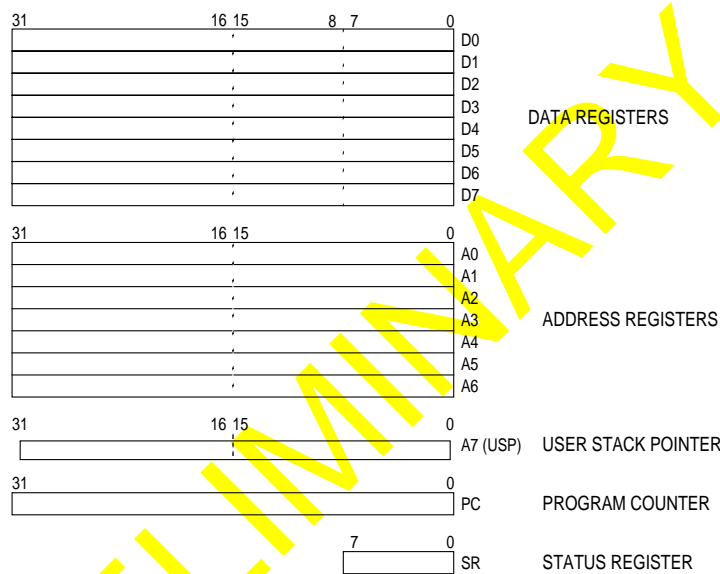 31 16 15 8 7 0
D0
D1
D2
D3
DATA REGISTERS
D4
D5
D6
D7
31 16 15 0
A0
A1
A2
A3 ADDRESS REGISTERS
A4
A5
A6
31 16 15 0
A7 (USP) USER STACK POINTER
31 0
PC PROGRAM COUNTER
7 0
SR STATUS REGISTER
LIMINARY